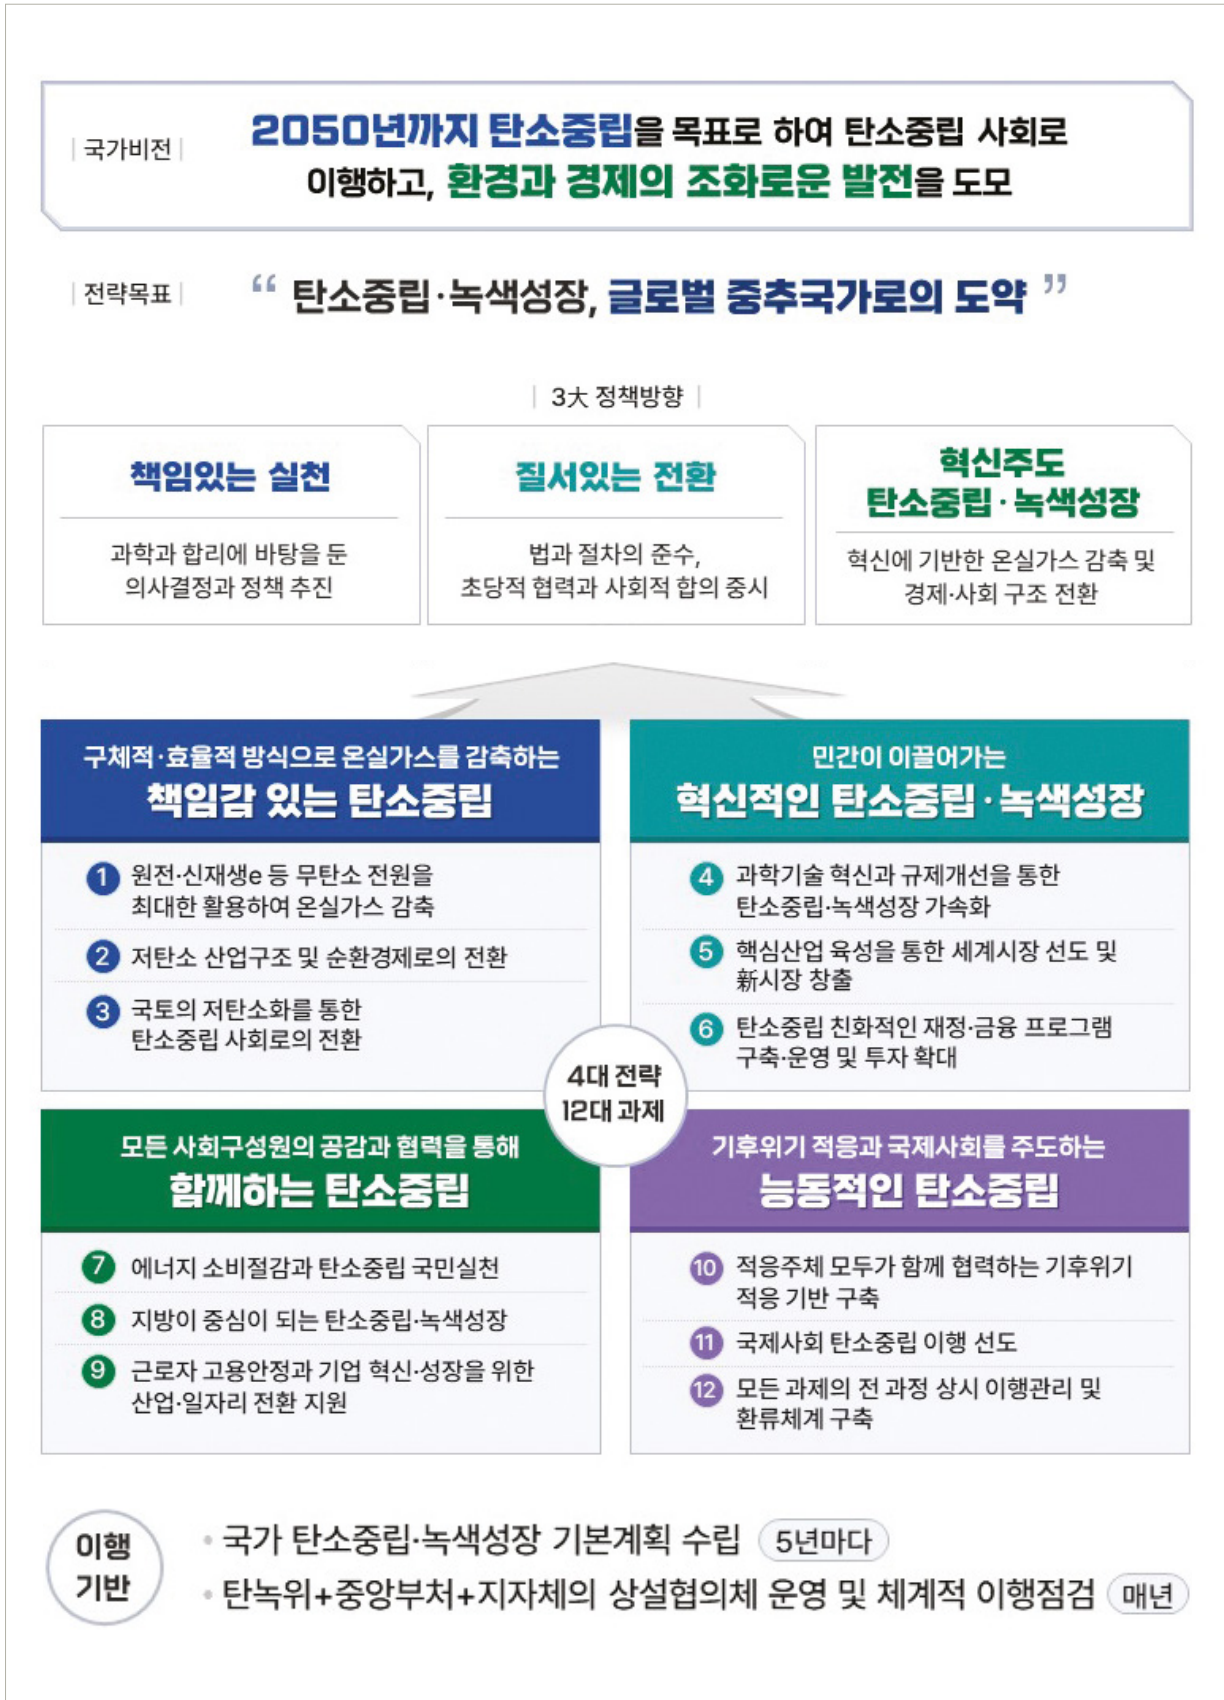 국가비전
2050년까지 탄소중립을 목표로 하여 탄소중립 사회로
이행하고, 환경과 경제의 조화로운 발전을 도모
전략목표
“ 탄소중립·녹색성장, 글로벌 중추국가로의 도약 ”
3大 정책방향
책임있는 실천
과학과 합리에 바탕을 둔
의사결정과 정책 추진
질서있는 전환
법과 절차의 준수,
초당적 협력과 사회적 합의 중시
혁신주도
탄소중립·녹색성장
혁신에 기반한 온실가스 감축 및
경제·사회 구조 전환
구체적·효율적 방식으로 온실가스를 감축하는
책임감 있는 탄소중립
1 원전·신재생e 등 무탄소 전원을
최대한 활용하여 온실가스 감축
2 저탄소 산업구조 및 순환경제로의 전환
3 국토의 저탄소화를 통한
탄소중립 사회로의 전환
민간이 이끌어가는
혁신적인 탄소중립·녹색성장
4 과학기술 혁신과 규제개선을 통한
탄소중립·녹색성장 가속화
5 핵심산업 육성을 통한 세계시장 선도 및
新시장 창출
6 탄소중립 친화적인 재정·금융 프로그램
구축·운영 및 투자 확대
4대 전략
12대 과제
모든 사회구성원의 공감과 협력을 통해
함께하는 탄소중립
7 에너지 소비절감과 탄소중립 국민실천
8 지방이 중심이 되는 탄소중립·녹색성장
9 근로자 고용안정과 기업 혁신·성장을 위한
산업·일자리 전환 지원
기후위기 적응과 국제사회를 주도하는
능동적인 탄소중립
10 적응주체 모두가 함께 협력하는 기후위기
적응 기반 구축
11 국제사회 탄소중립 이행 선도
12 모든 과제의 전 과정 상시 이행관리 및
환류체계 구축
이행
기반
• 국가 탄소중립·녹색성장 기본계획 수립 5년마다
• 탄녹위+중앙부처+지자체의 상설협의체 운영 및 체계적 이행점검 매년